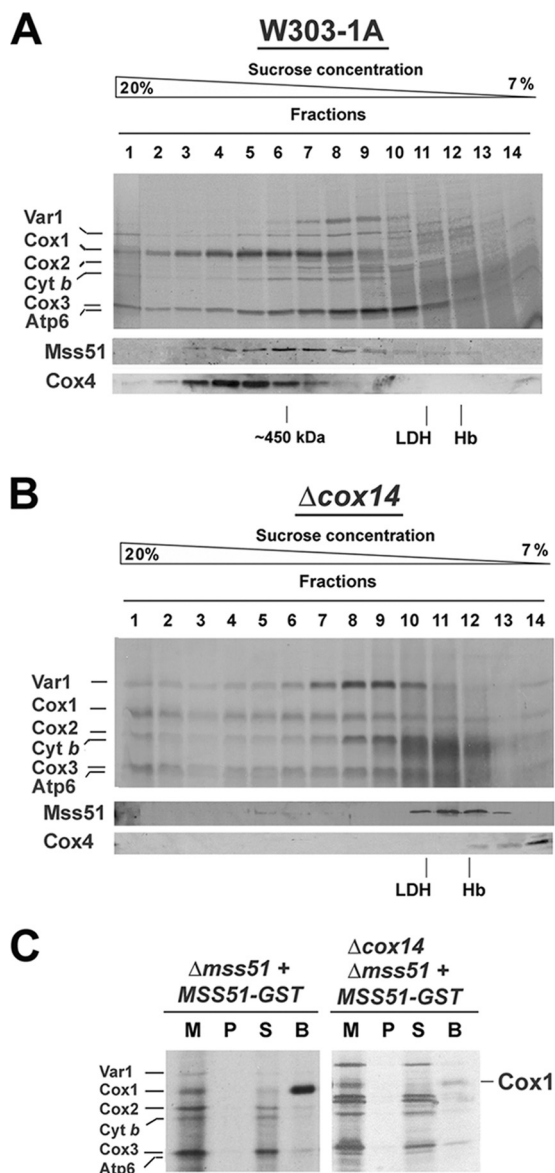 A
W303-1A
Sucrose concentration
20%
7%
Fractions
1 2 3 4 5 6 7 8 9 10 11 12 13 14
Var1
Cox1
Cox2
Cyt b
Cox3
Atp6
Mss51
Cox4
~450 kDa LDH Hb
B
Δcox14
Sucrose concentration
20%
7%
Fractions
1 2 3 4 5 6 7 8 9 10 11 12 13 14
Var1
Cox1
Cox2
Cyt b
Cox3
Atp6
Mss51
Cox4
LDH Hb
C
Δmss51 +
MSS51-GST
Δcox14
Δmss51 +
MSS51-GST
M P S B M P S B
Var1
Cox1
Cox2
Cyt b
Cox3
Atp6
Cox1